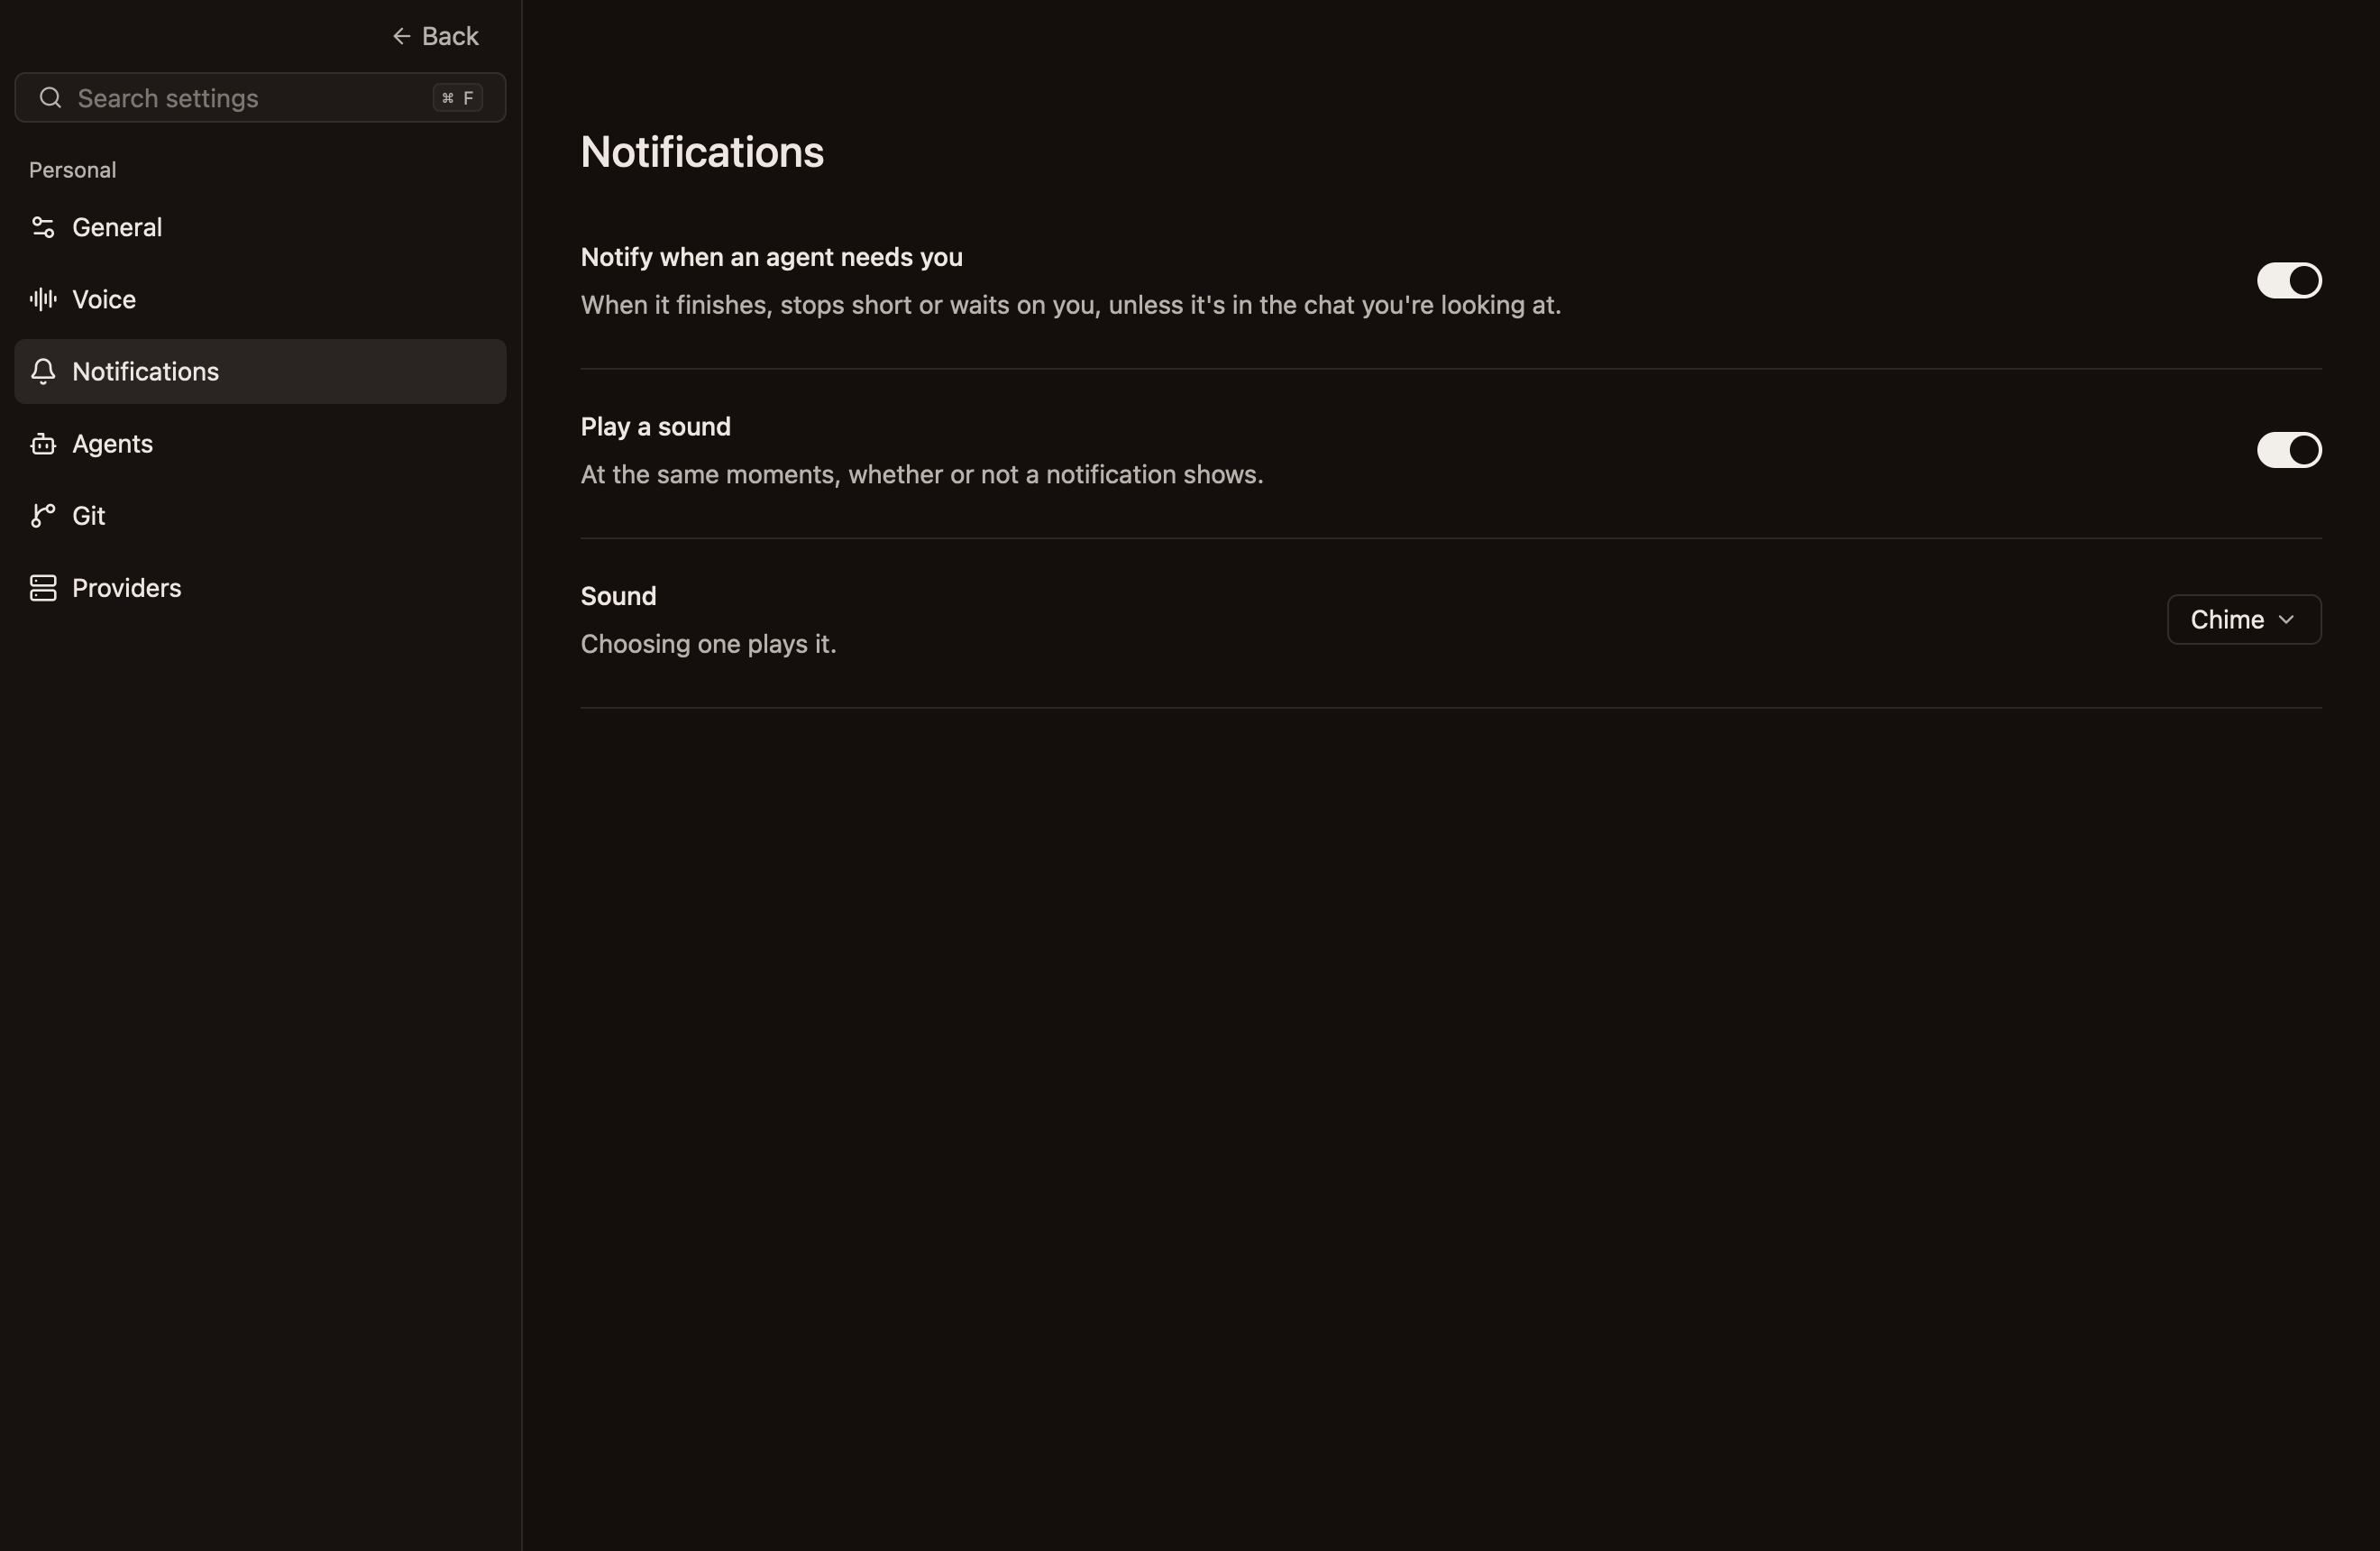 Back
Search settings
⌘ F
Personal
General
Voice
Notifications
Agents
Git
Providers
Notifications
Notify when an agent needs you
When it finishes, stops short or waits on you, unless it's in the chat you're looking at.
Play a sound
At the same moments, whether or not a notification shows.
Sound
Choosing one plays it.
Chime